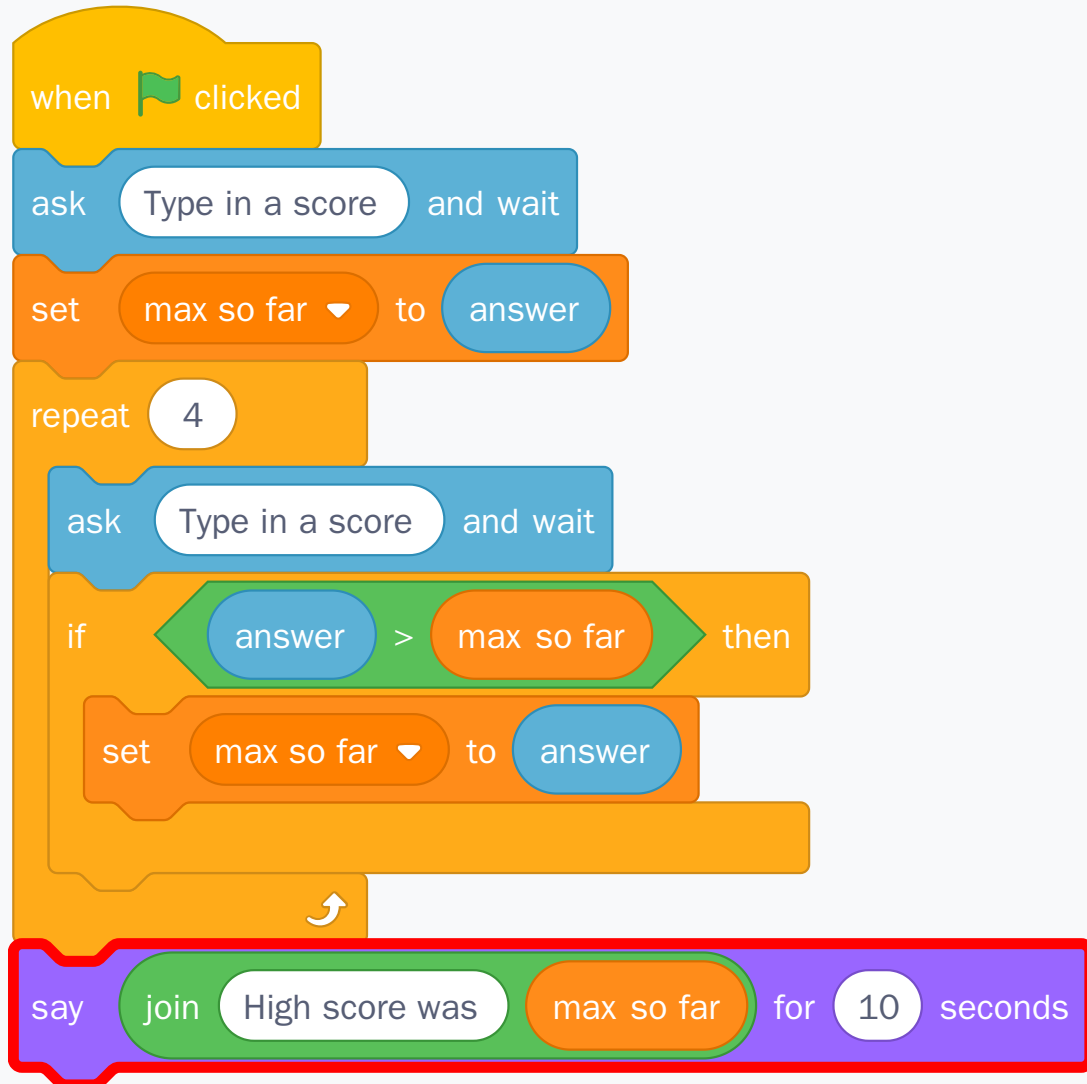 when clicked
ask Type in a score and wait
set max so far to answer
repeat 4
ask Type in a score and wait
if answer > max so far then
set max so far to answer
say join High score was max so far for 10 seconds